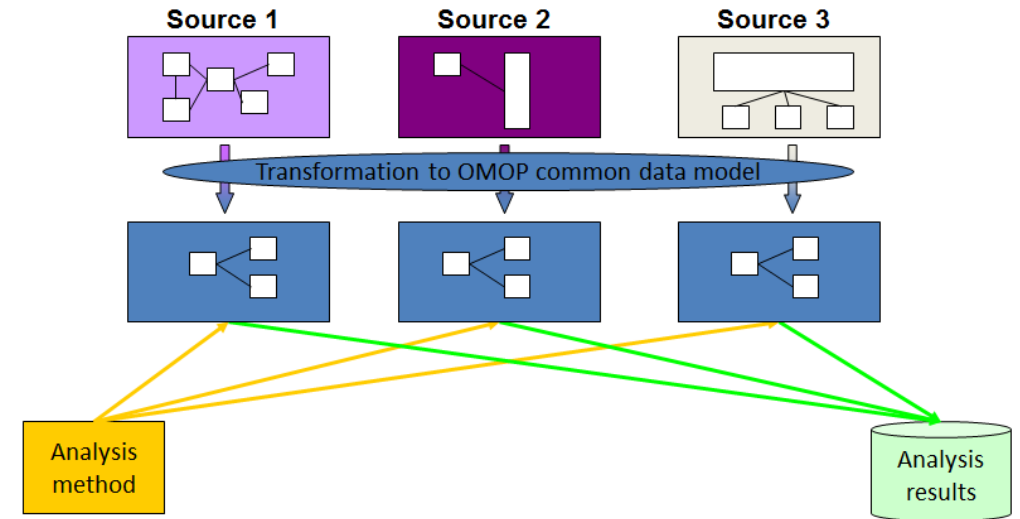 Source 1
Source 2
Source 3
Transformation to OMOP common data model
Analysis
method
Analysis
results